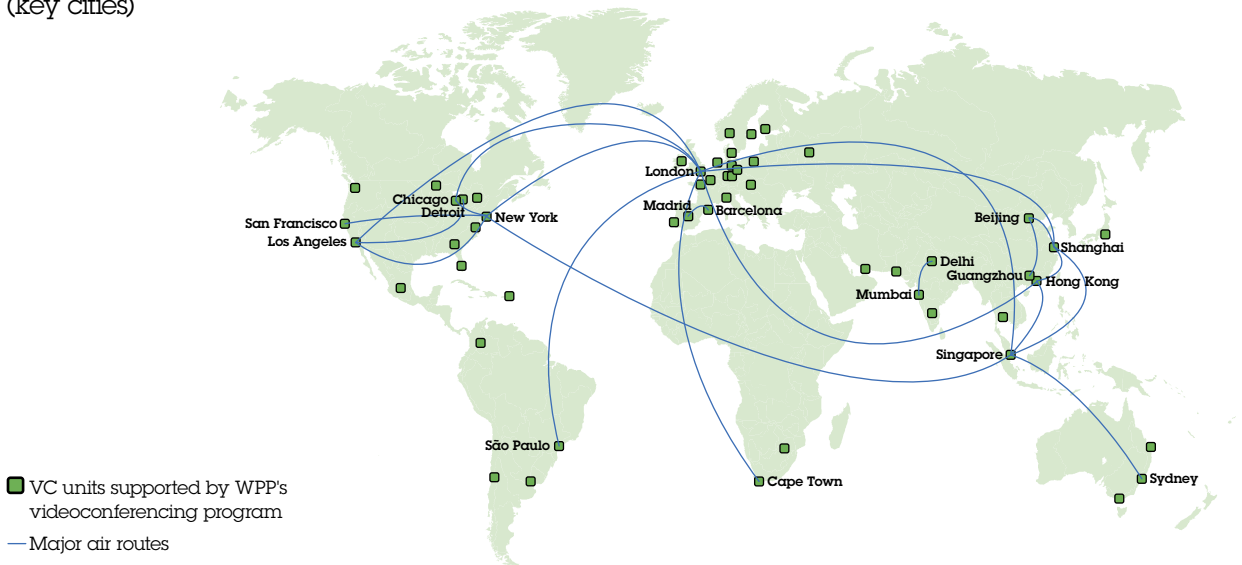 (key cities)
London
Chicago
Detroit
New York
San Francisco
Los Angeles
Madrid
Barcelona
Beijing
Shanghai
Delhi
Guangzhou
Hong Kong
Mumbai
Singapore
São Paulo
Cape Town
Sydney
VC units supported by WPP's
videoconferencing program
Major air routes